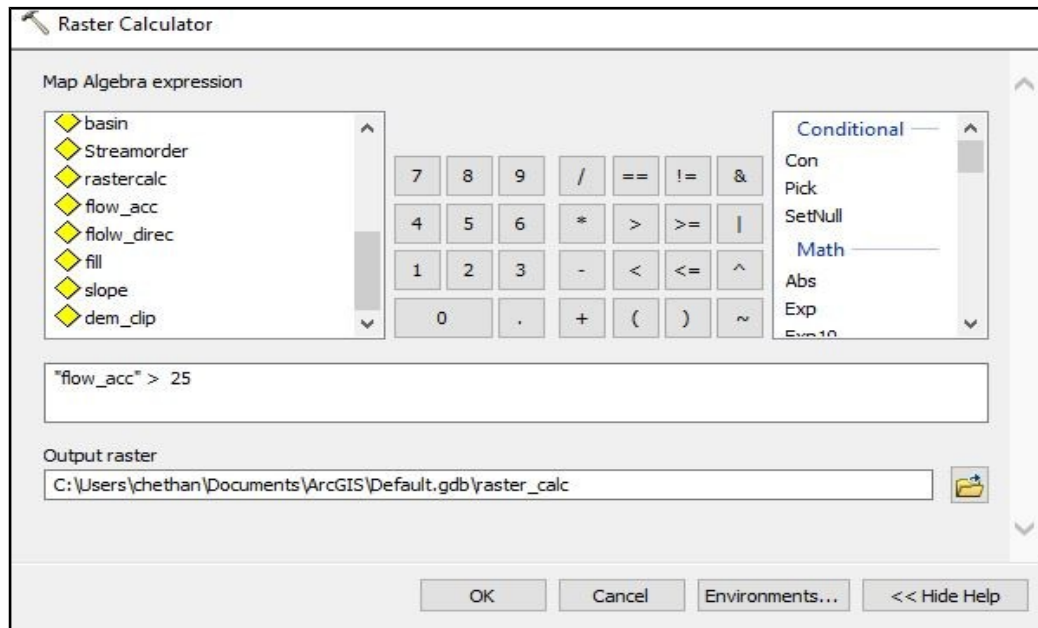 Raster Calculator
Map Algebra expression
basin
Streamorder
rastercalc
flow_acc
flolw_direc
fill
slope
dem_clip
7 8 9 / == != &
4 5 6 * > >= |
1 2 3 - < <= ^
0 . + ( ) ~
Conditional
Con
Pick
SetNull
Math
Abs
Exp
Exp10
"flow_acc" > 25
Output raster
C:\Users\chethan\Documents\ArcGIS\Default.gdb\raster_calc
OK Cancel Environments... << Hide Help